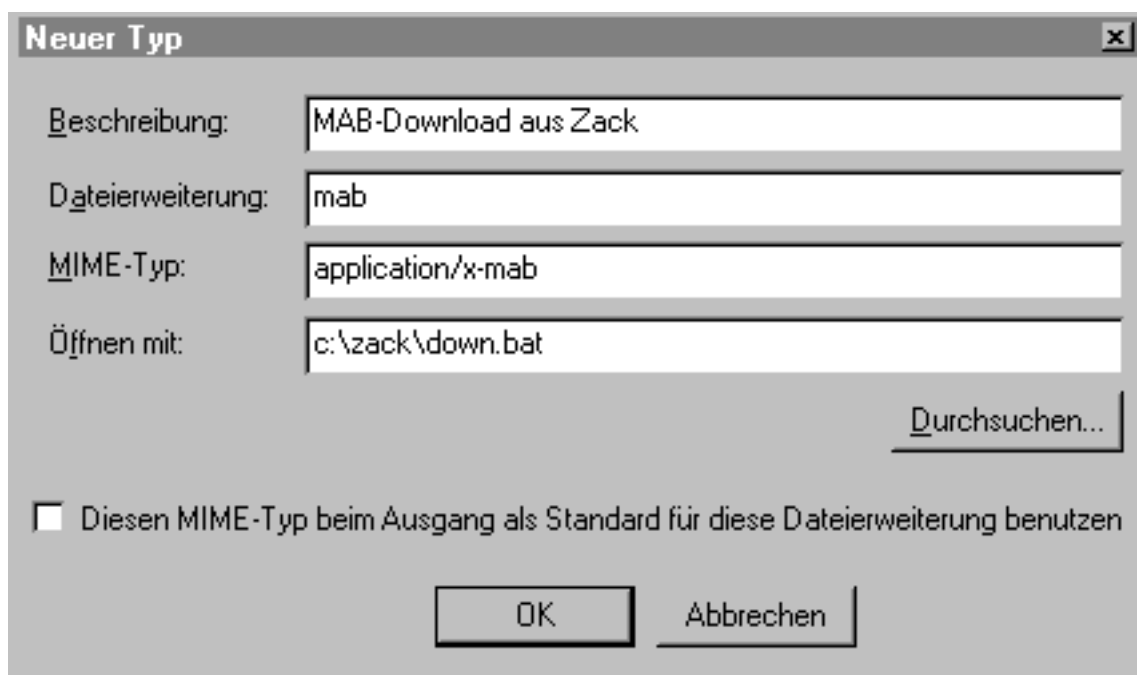 Neuer Typ
Beschreibung: MAB-Download aus Zack
Dateierweiterung: mab
MIME-Typ: application/x-mab
Öffnen mit: c:\zack\down.bat
Durchsuchen...
Diesen MIME-Typ beim Ausgang als Standard für diese Dateierweiterung benutzen
OK Abbrechen